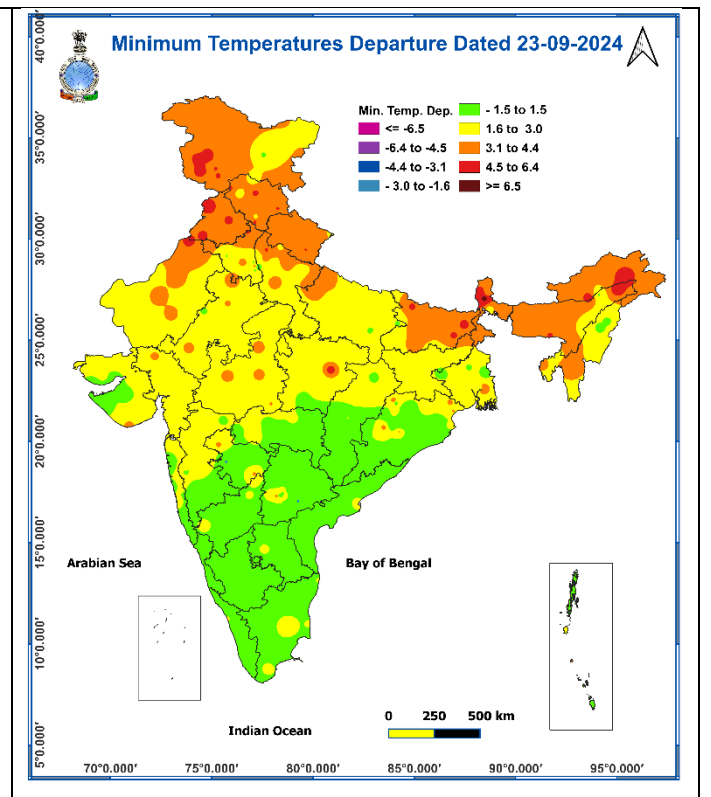 Minimum Temperatures Departure Dated 23-09-2024
Min. Temp. Dep.
<= -6.5
-6.4 to -4.5
-4.4 to -3.1
- 3.0 to -1.6
- 1.5 to 1.5
1.6 to 3.0
3.1 to 4.4
4.5 to 6.4
>= 6.5
40°0.000'
35°0.000'
30°0.000'
25°0.000'
20°0.000'
15°0.000'
10°0.000'
5°0.000'
Arabian Sea
Bay of Bengal
Indian Ocean
0 250 500 km
70°0.000' 75°0.000' 80°0.000' 85°0.000' 90°0.000' 95°0.000'